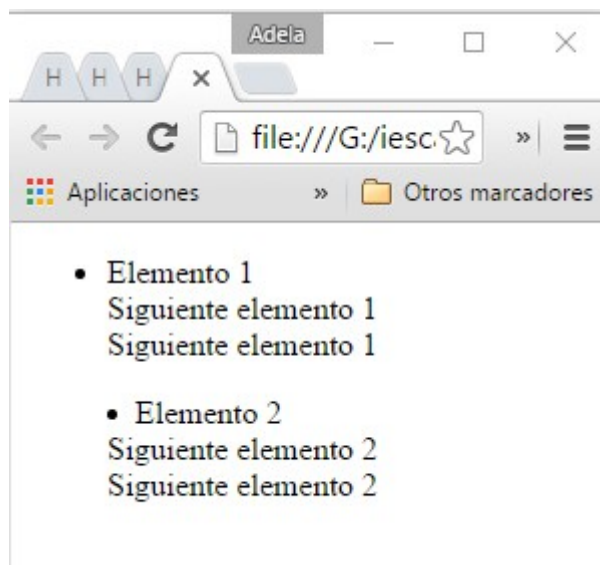 Adela
H H H
file:///G:/iesc
Aplicaciones » Otros marcadores
• Elemento 1
Siguiente elemento 1
Siguiente elemento 1
• Elemento 2
Siguiente elemento 2
Siguiente elemento 2